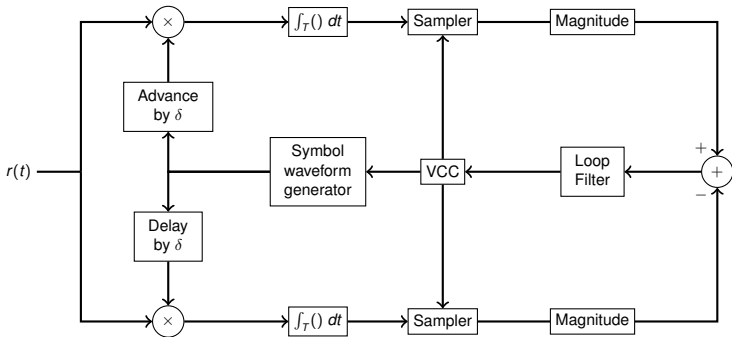 × ∫T() dt Sampler Magnitude
Advance
by δ
r(t)
Symbol
waveform
generator
VCC
Loop
Filter
+
+
−
Delay
by δ
× ∫T() dt Sampler Magnitude